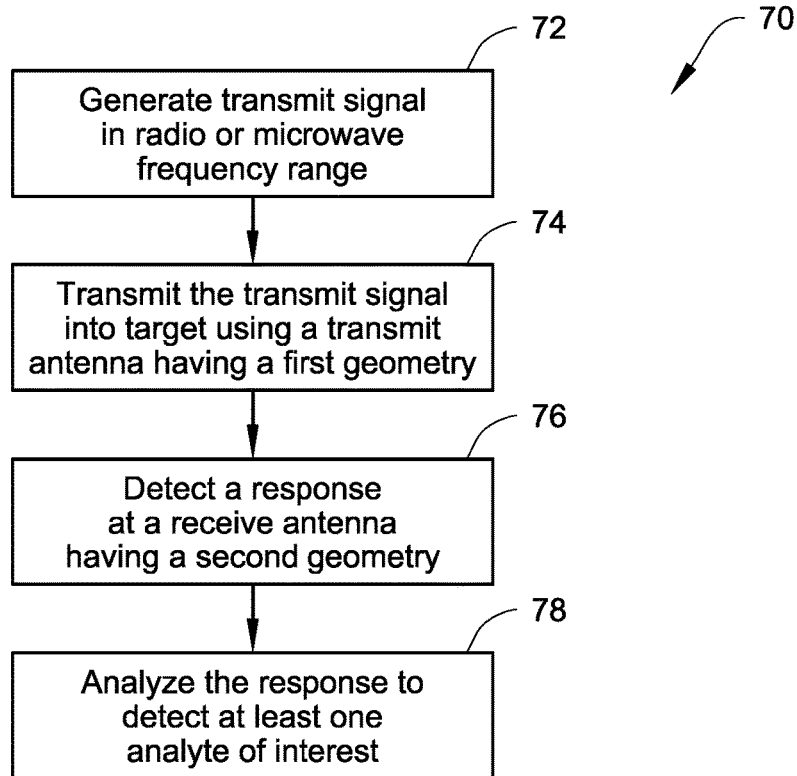 72
70
Generate transmit signal
in radio or microwave
frequency range
74
Transmit the transmit signal
into target using a transmit
antenna having a first geometry
76
Detect a response
at a receive antenna
having a second geometry
78
Analyze the response to
detect at least one
analyte of interest